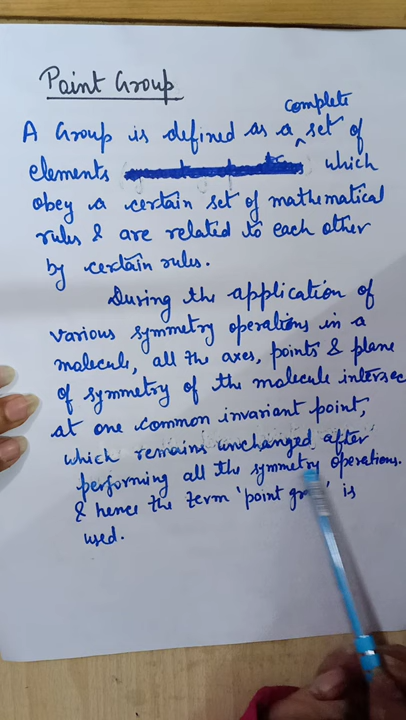 Point Group
A Group is defined as a complete set of
elements which
obey a certain set of mathematical
rules & are related to each other
by certain rules.
During the application of
various symmetry operations in a
molecule, all the axes, points & plane
of symmetry of the molecule intersec
at one common invariant point,
which remains unchanged after
performing all the symmetry operations.
& hence the term 'point gr ' is
used.